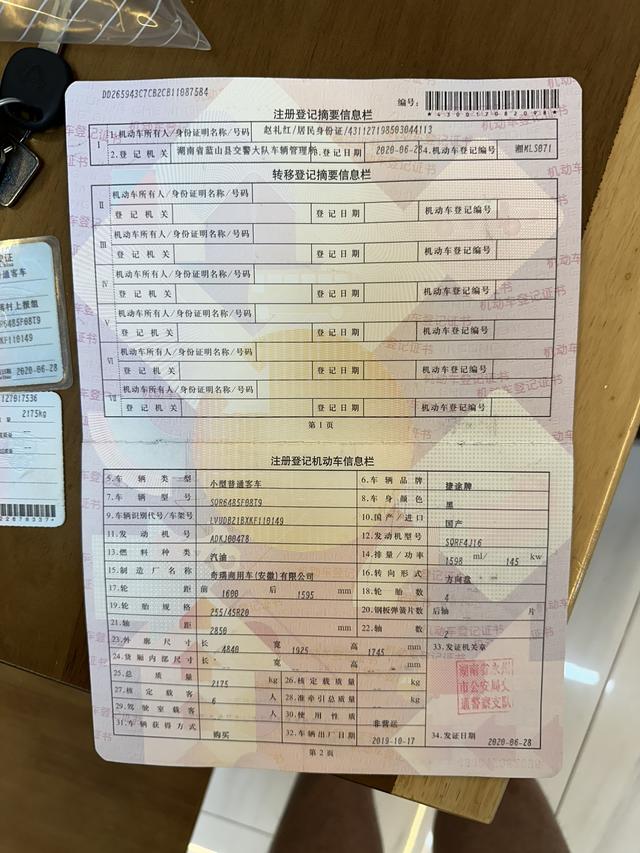 DD265943C7CB2CB11087584
编号:
*430017082098*
注册登记摘要信息栏
I
1.机动车所有人/身份证明名称/号码 赵礼红/居民身份证/431127198503044113
2.登记机关 湖南省蓝山县交警大队车辆管理所 3.登记日期 2020-06-28 4.机动车登记编号 湘MLS071
转移登记摘要信息栏
II
机动车所有人/身份证明名称/号码
登记机关 登记日期 机动车登记编号
III
机动车所有人/身份证明名称/号码
登记机关 登记日期 机动车登记编号
IV
机动车所有人/身份证明名称/号码
登记机关 登记日期 机动车登记编号
V
机动车所有人/身份证明名称/号码
登记机关 登记日期 机动车登记编号
VI
机动车所有人/身份证明名称/号码
登记机关 登记日期 机动车登记编号
VII
机动车所有人/身份证明名称/号码
登记机关 登记日期 机动车登记编号
第1页
注册登记机动车信息栏
5.车辆类型 小型普通客车 6.车辆品牌 捷途牌
7.车辆型号 SQR6485F08T9 8.车身颜色 黑
9.车辆识别代号/车架号 LVUDB21BXKF110149 10.国产/进口 国产
11.发动机号 ADKJ00478 12.发动机型号 SQRF4J16
13.燃料种类 汽油 14.排量/功率 1598 ml/ 145 kw
15.制造厂名称 奇瑞商用车(安徽)有限公司 16.转向形式 方向盘
17.轮距 前 1600 后 1595 mm 18.轮胎数 4
19.轮胎规格 255/45R20 20.钢板弹簧片数 后轴 片
21.轴距 2850 mm 22.轴数 2
23.外廓尺寸 长 4840 宽 1925 高 1745 mm 33.发证机关章
24.货厢内部尺寸 长 宽 高 mm
25.总质量 2175 kg 26.核定载质量 kg
27.核定载客 6 人 28.准牵引总质量 kg
29.驾驶室载客 人 30.使用性质 非营运
31.车辆获得方式 购买 32.车辆出厂日期 2019-10-17 34.发证日期 2020-06-28
第2页
2020-06-28
2175kg